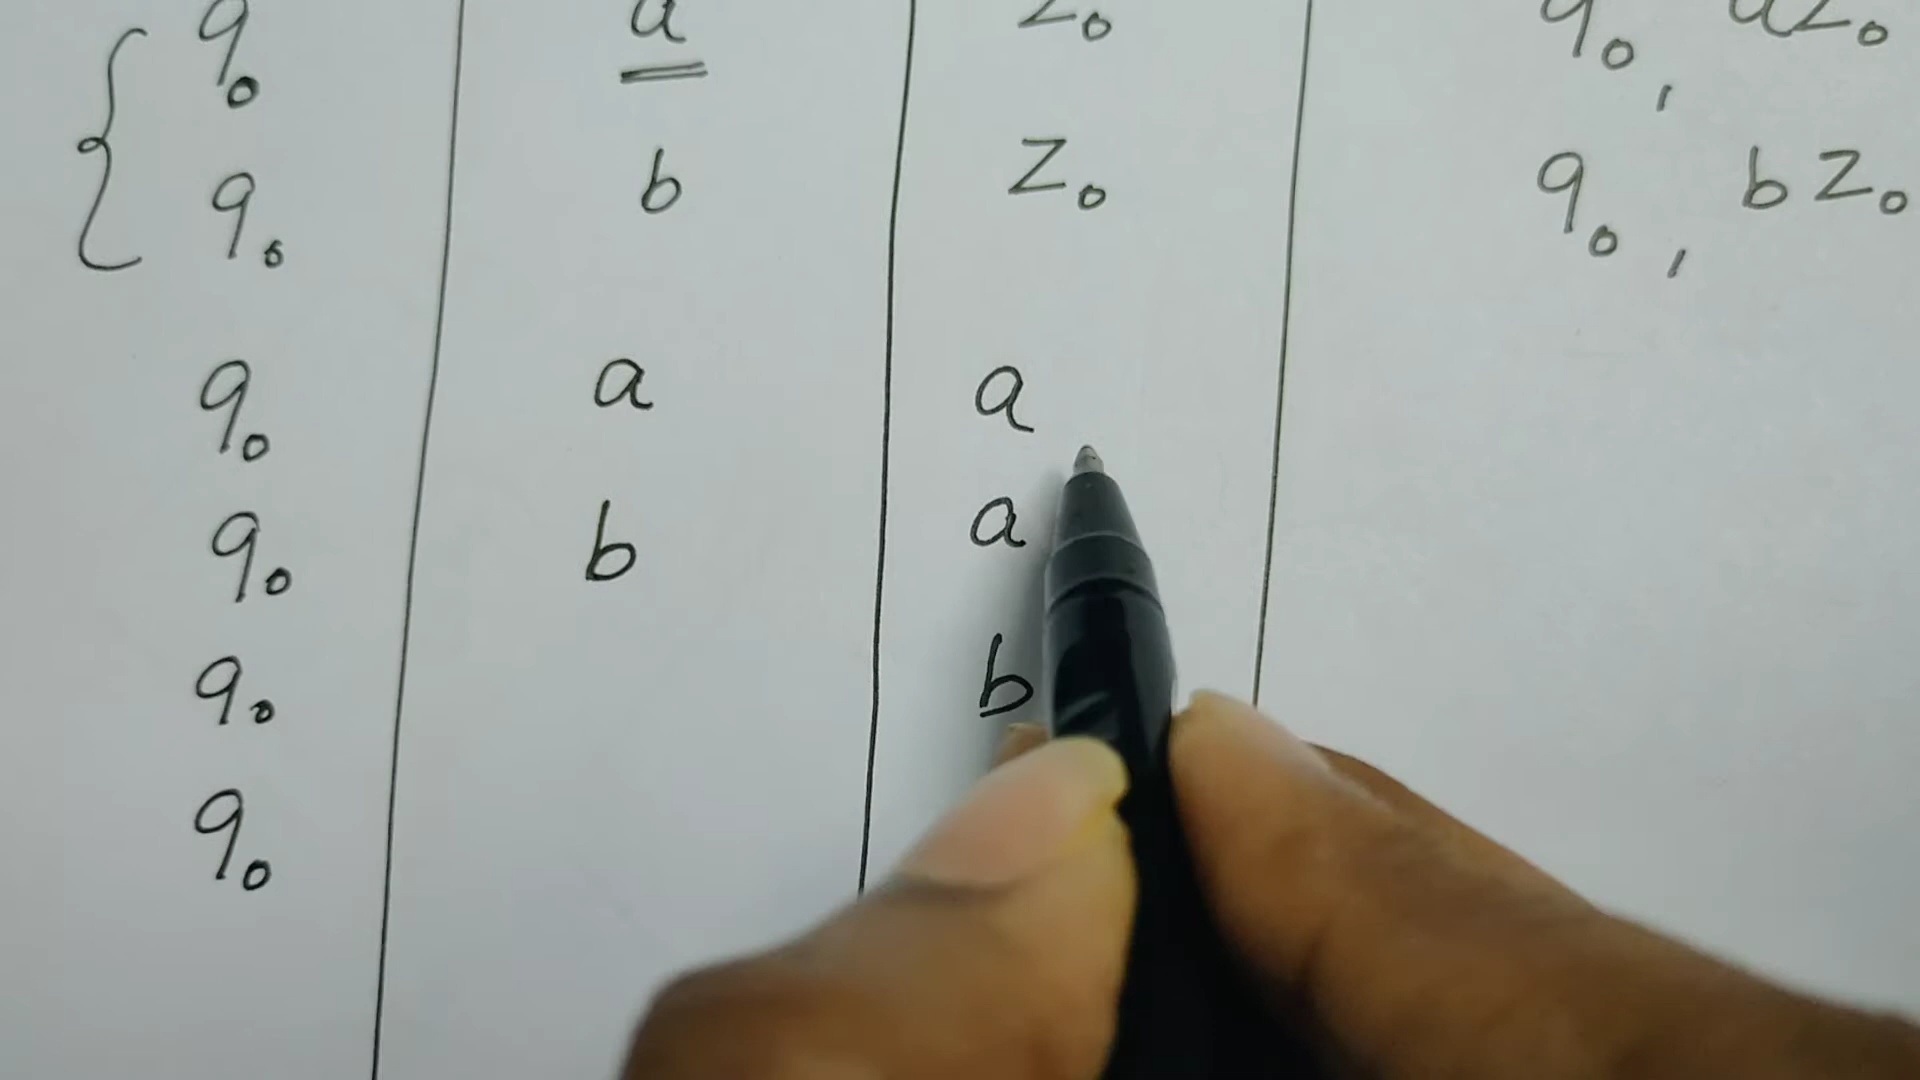 q₀ a z₀ q₀, az₀
q₀ b z₀ q₀, bz₀
q₀ a a
q₀ b a
q₀ b
q₀